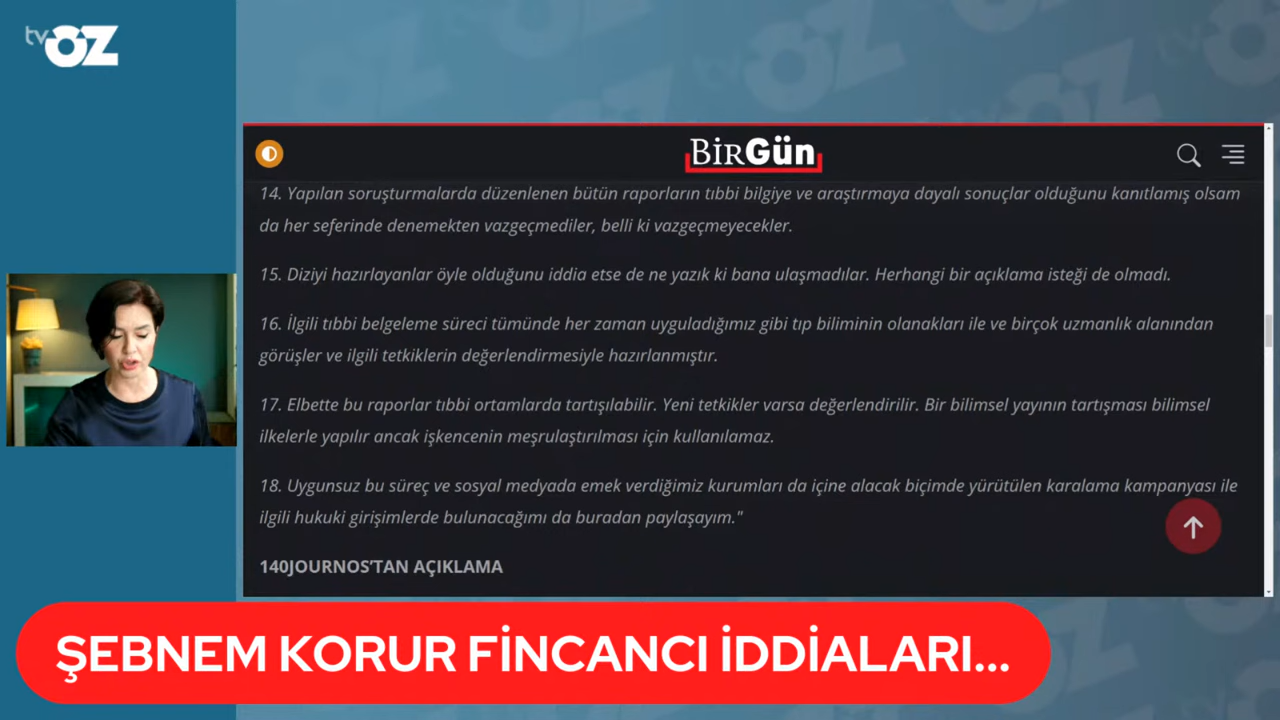 tv ÖZ
BirGün
14. Yapılan soruşturmalarda düzenlenen bütün raporların tıbbi bilgiye ve araştırmaya dayalı sonuçlar olduğunu kanıtlamış olsam
da her seferinde denemekten vazgeçmediler, belli ki vazgeçmeyecekler.
15. Diziyi hazırlayanlar öyle olduğunu iddia etse de ne yazık ki bana ulaşmadılar. Herhangi bir açıklama isteği de olmadı.
16. İlgili tıbbi belgeleme süreci tümünde her zaman uyguladığımız gibi tıp biliminin olanakları ile ve birçok uzmanlık alanından
görüşler ve ilgili tetkiklerin değerlendirmesiyle hazırlanmıştır.
17. Elbette bu raporlar tıbbi ortamlarda tartışılabilir. Yeni tetkikler varsa değerlendirilir. Bir bilimsel yayının tartışması bilimsel
ilkelerle yapılır ancak işkencenin meşrulaştırılması için kullanılamaz.
18. Uygunsuz bu süreç ve sosyal medyada emek verdiğimiz kurumları da içine alacak biçimde yürütülen karalama kampanyası ile
ilgili hukuki girişimlerde bulunacağımı da buradan paylaşayım."
140JOURNOS’TAN AÇIKLAMA
ŞEBNEM KORUR FİNCANCI İDDİALARI...